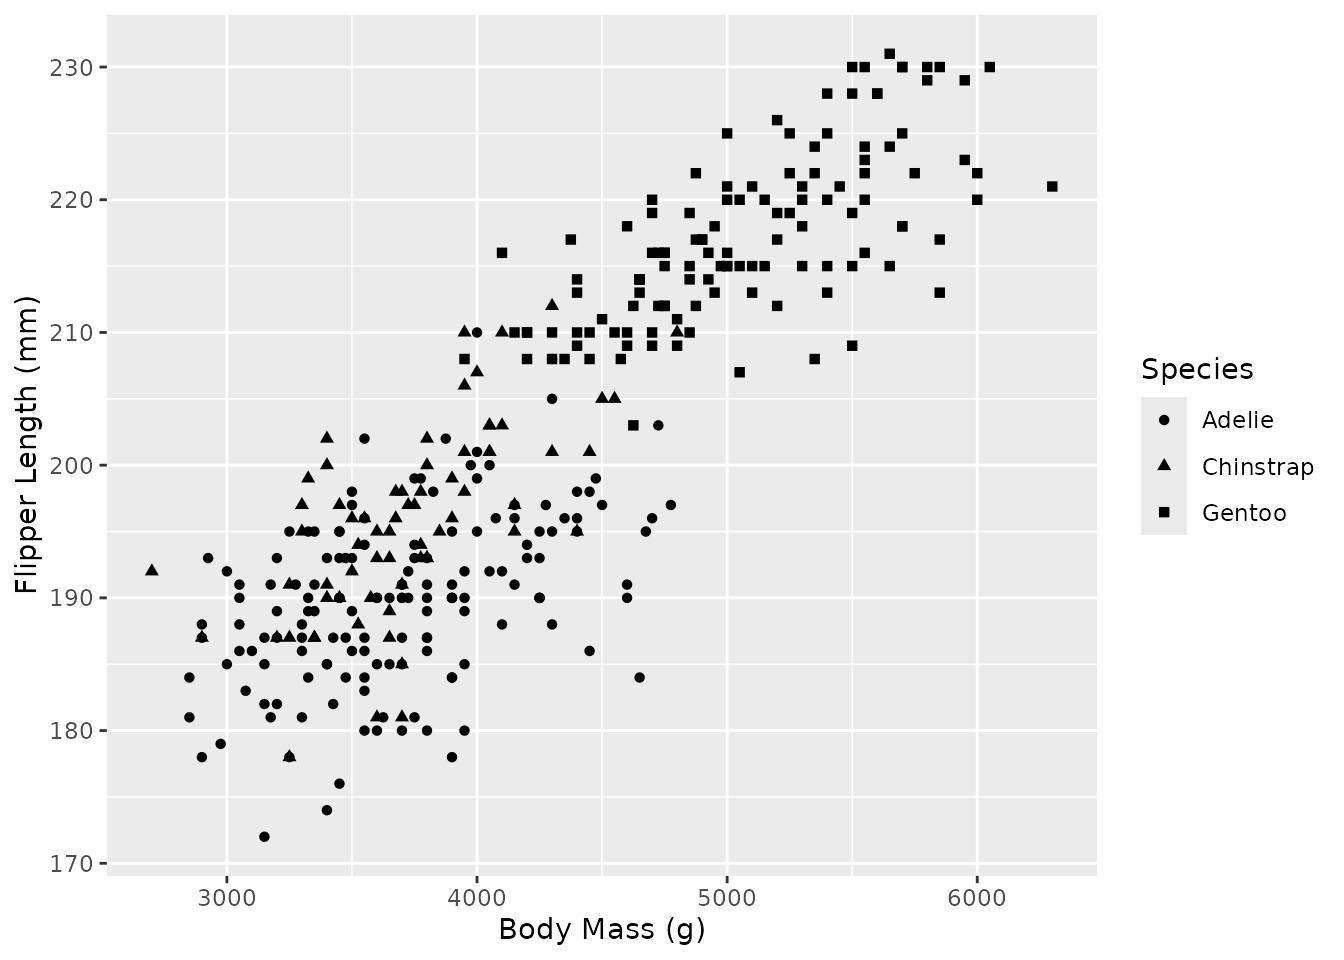 230
220
210
200
190
180
170
Flipper Length (mm)
3000 4000 5000 6000
Body Mass (g)
Species
Adelie
Chinstrap
Gentoo